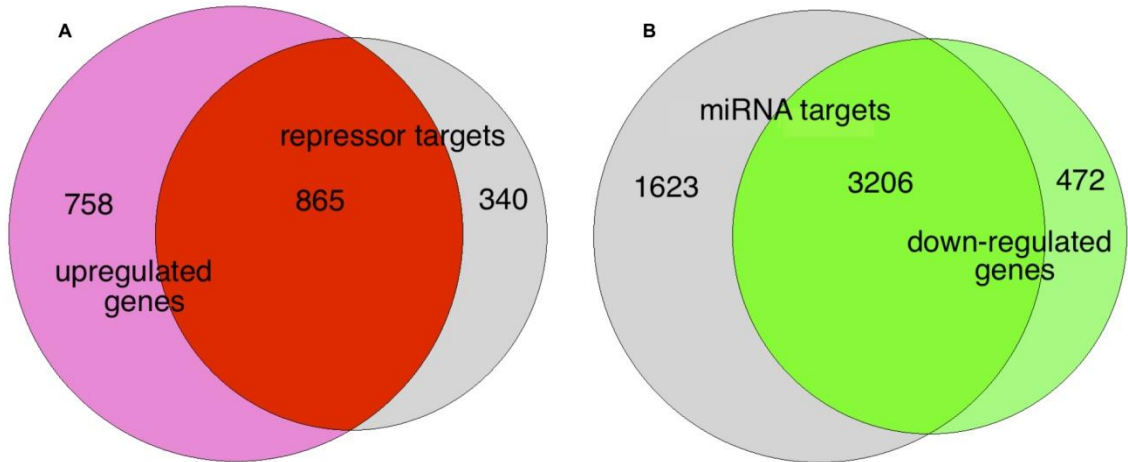 A
repressor targets
758
865
340
upregulated
genes
B
miRNA targets
1623
3206
472
down-regulated
genes